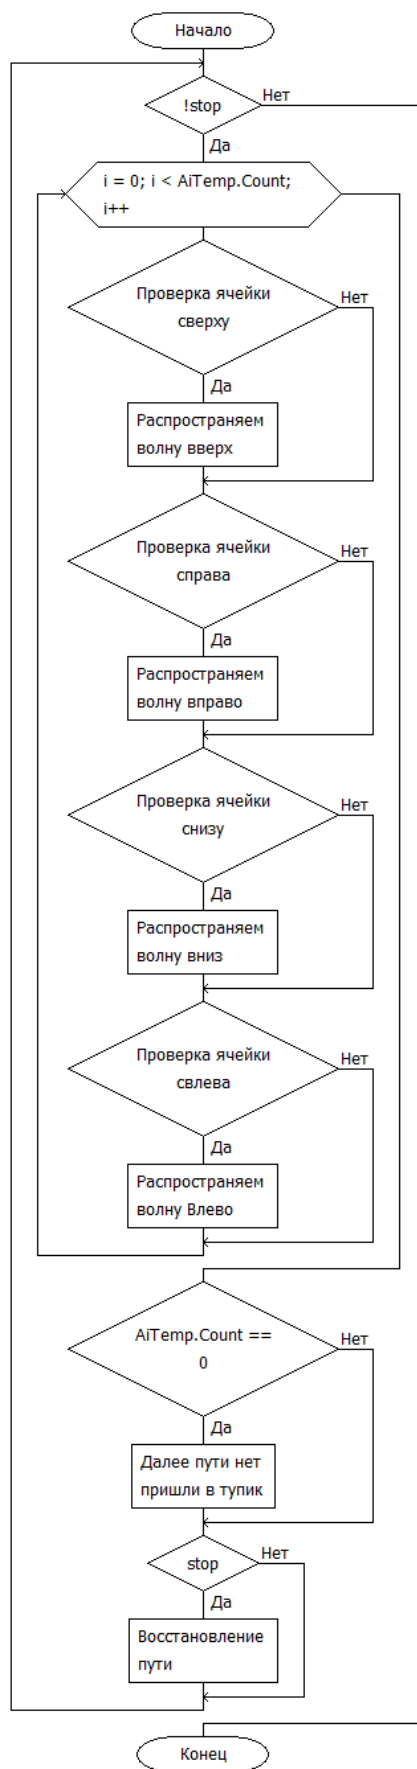 Начало
!stop
Нет
Да
i = 0; i < AiTemp.Count;
i++
Проверка ячейки
сверху
Нет
Да
Распространяем
волну вверх
Проверка ячейки
справа
Нет
Да
Распространяем
волну вправо
Проверка ячейки
снизу
Нет
Да
Распространяем
волну вниз
Проверка ячейки
свлева
Нет
Да
Распространяем
волну Влево
AiTemp.Count ==
0
Нет
Да
Далее пути нет
пришли в тупик
stop
Нет
Да
Восстановление
пути
Конец